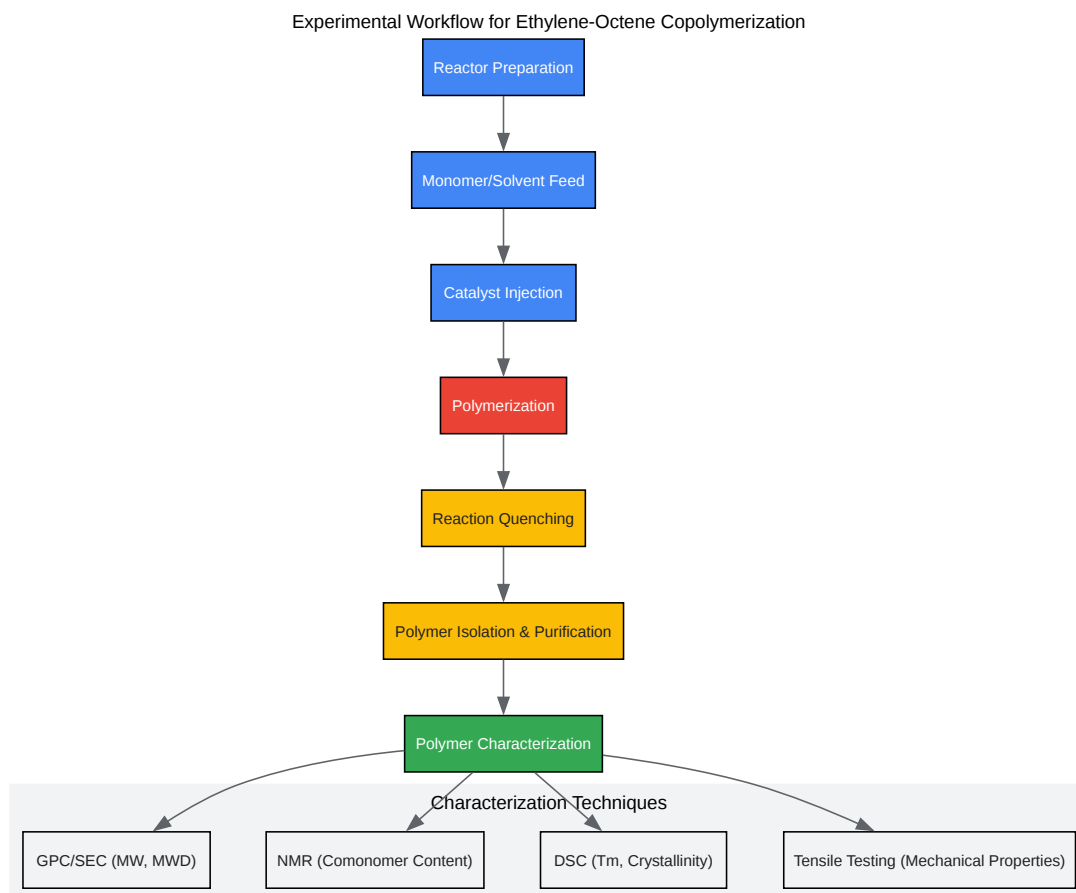 Experimental Workflow for Ethylene-Octene Copolymerization
Reactor Preparation
Monomer/Solvent Feed
Catalyst Injection
Polymerization
Reaction Quenching
Polymer Isolation & Purification
Polymer Characterization
Characterization Techniques
GPC/SEC (MW, MWD)
NMR (Comonomer Content)
DSC (Tm, Crystallinity)
Tensile Testing (Mechanical Properties)